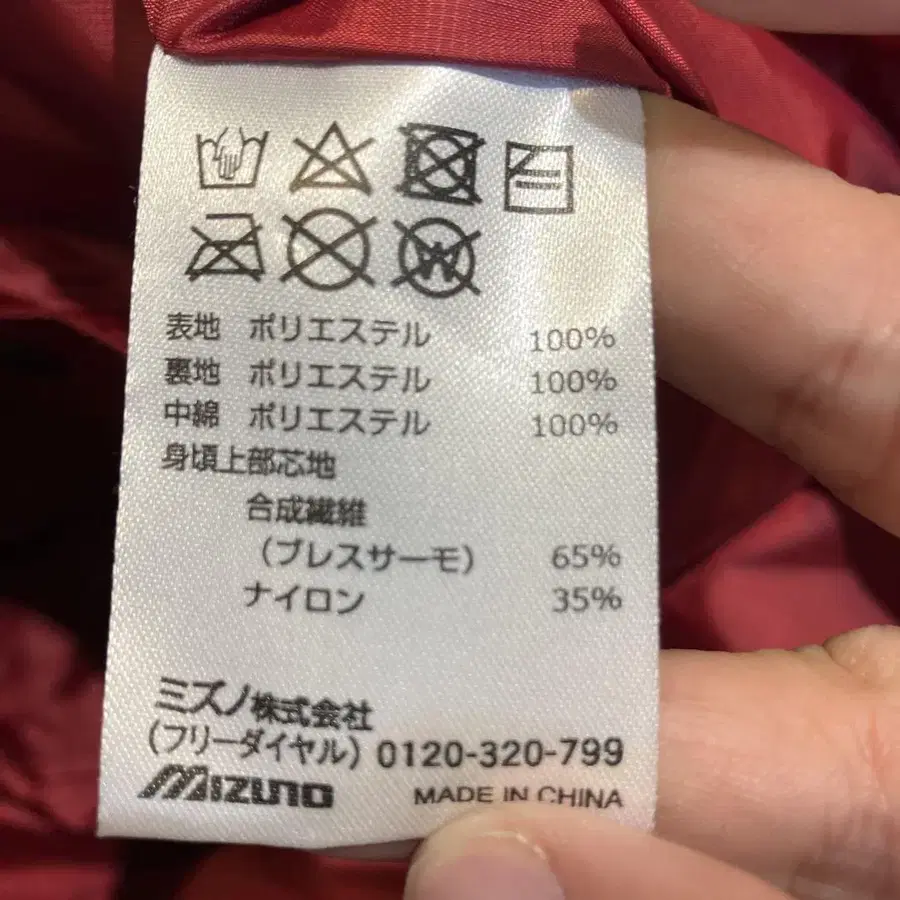 表地 ポリエステル 100%
裏地 ポリエステル 100%
中綿 ポリエステル 100%
身頃上部芯地
合成繊維
(ブレスサーモ) 65%
ナイロン 35%
ミズノ株式会社
(フリーダイヤル) 0120-320-799
MIZUNO MADE IN CHINA